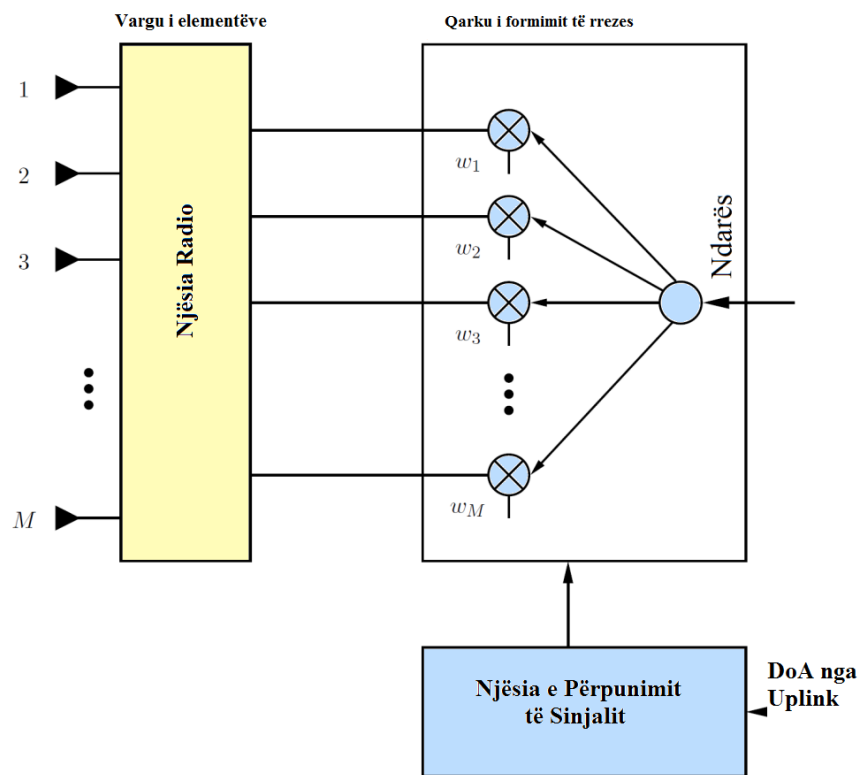 Vargu i elementëve
Qarku i formimit të rrezes
1
2
3
M
Njësia Radio
w1
w2
w3
wM
Ndarës
Njësia e Përpunimit
të Sinjalit
DoA nga
Uplink